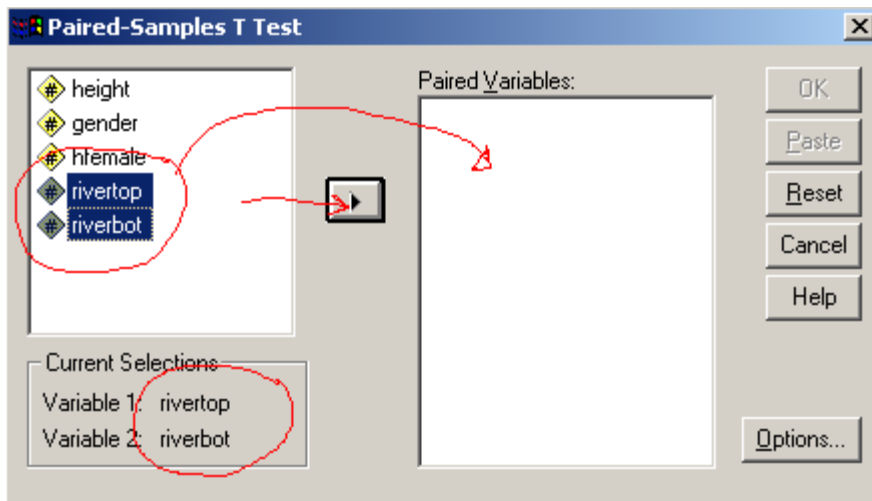 Paired-Samples T Test
height
gender
hfemale
rivertop
riverbot
Paired Variables:
OK
Paste
Reset
Cancel
Help
Current Selections
Variable 1: rivertop
Variable 2: riverbot
Options...